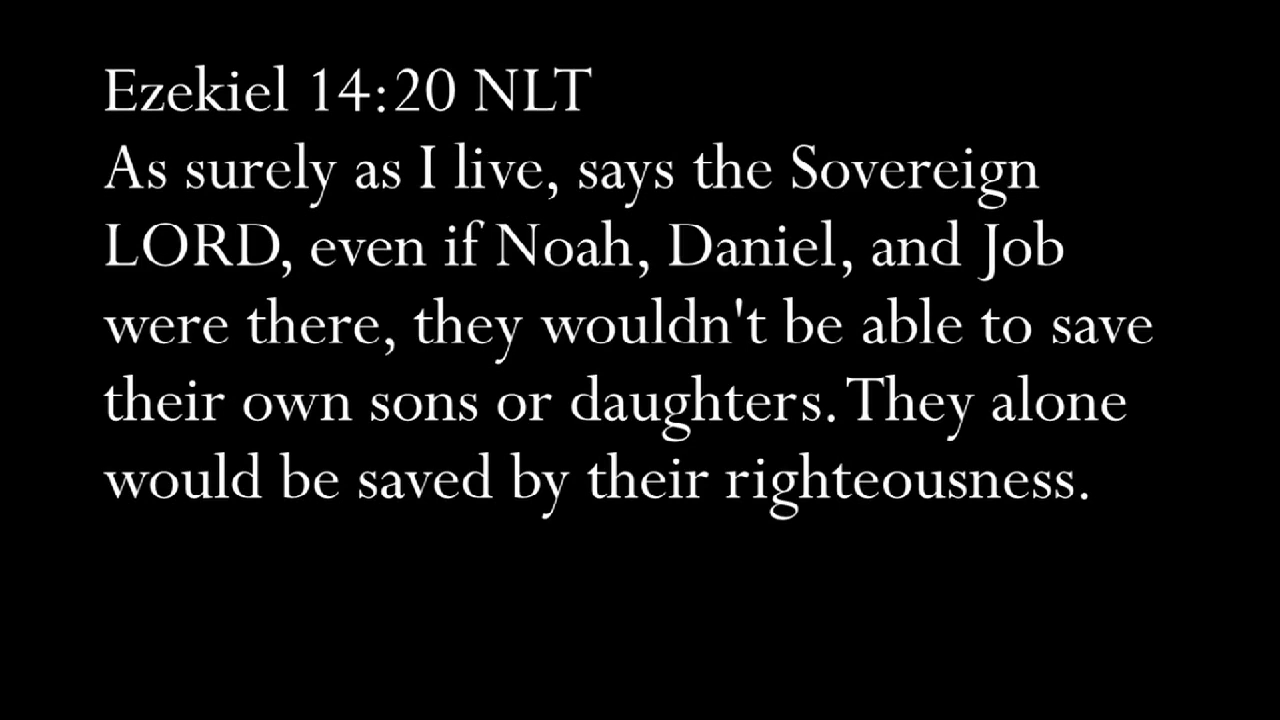 Ezekiel 14:20 NLT
As surely as I live, says the Sovereign
LORD, even if Noah, Daniel, and Job
were there, they wouldn't be able to save
their own sons or daughters. They alone
would be saved by their righteousness.